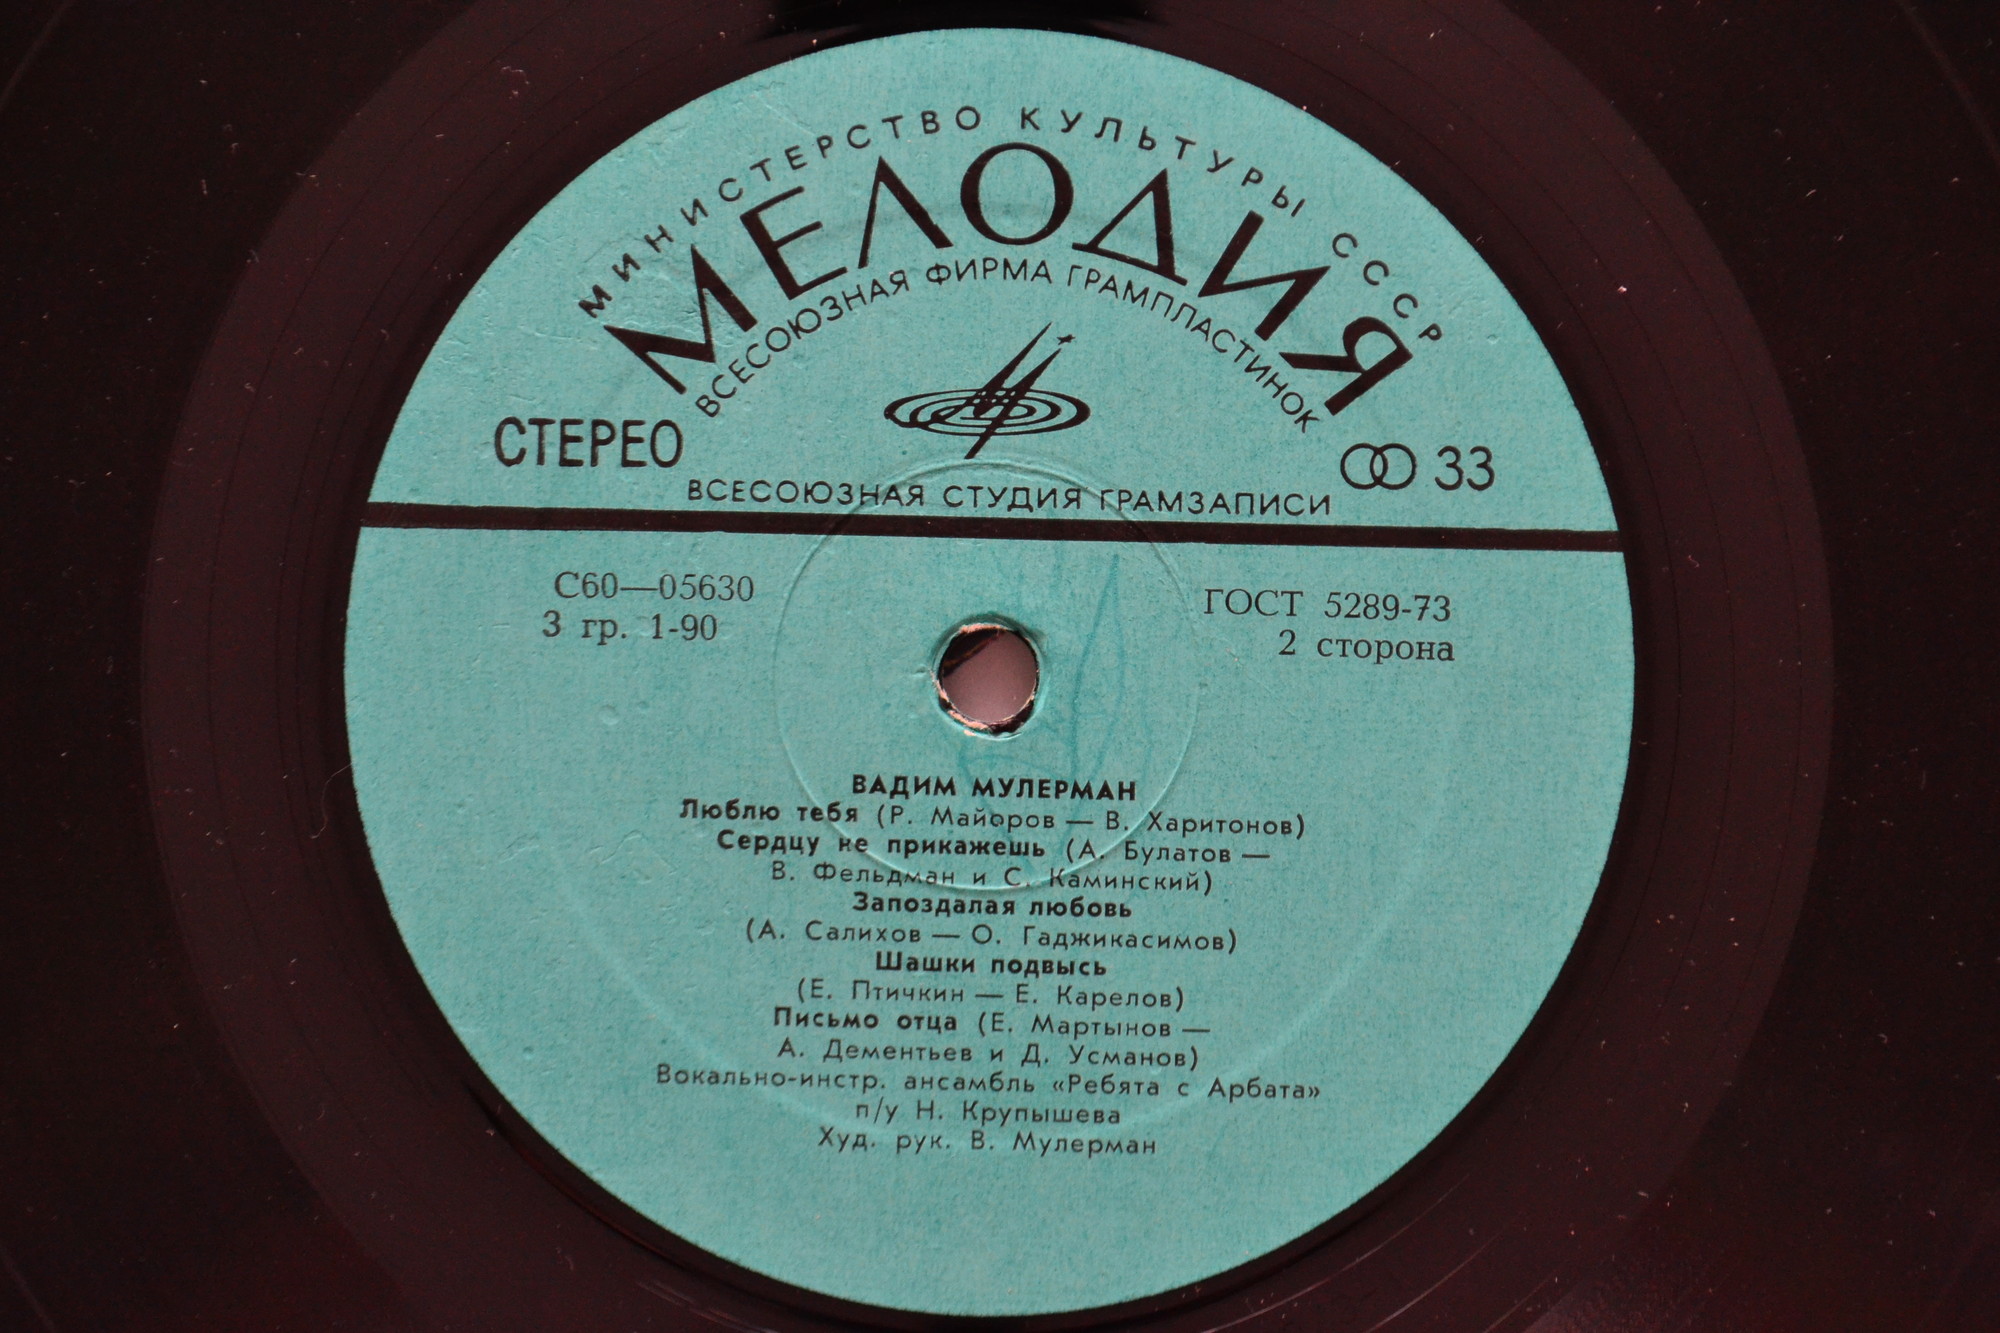 МИНИСТЕРСТВО КУЛЬТУРЫ СССР
МЕЛОДИЯ
ВСЕСОЮЗНАЯ ФИРМА ГРАМПЛАСТИНОК
СТЕРЕО
33
ВСЕСОЮЗНАЯ СТУДИЯ ГРАМЗАПИСИ
С60—05630
3 гр. 1-90
ГОСТ 5289-73
2 сторона
ВАДИМ МУЛЕРМАН
Люблю тебя (Р. Майоров — В. Харитонов)
Сердцу не прикажешь (А. Булатов —
В. Фельдман и С. Каминский)
Запоздалая любовь
(А. Салихов — О. Гаджикасимов)
Шашки подвысь
(Е. Птичкин — Е. Карелов)
Письмо отца (Е. Мартынов —
А. Дементьев и Д. Усманов)
Вокально-инстр. ансамбль «Ребята с Арбата»
п/у Н. Крупышева
Худ. рук. В. Мулерман